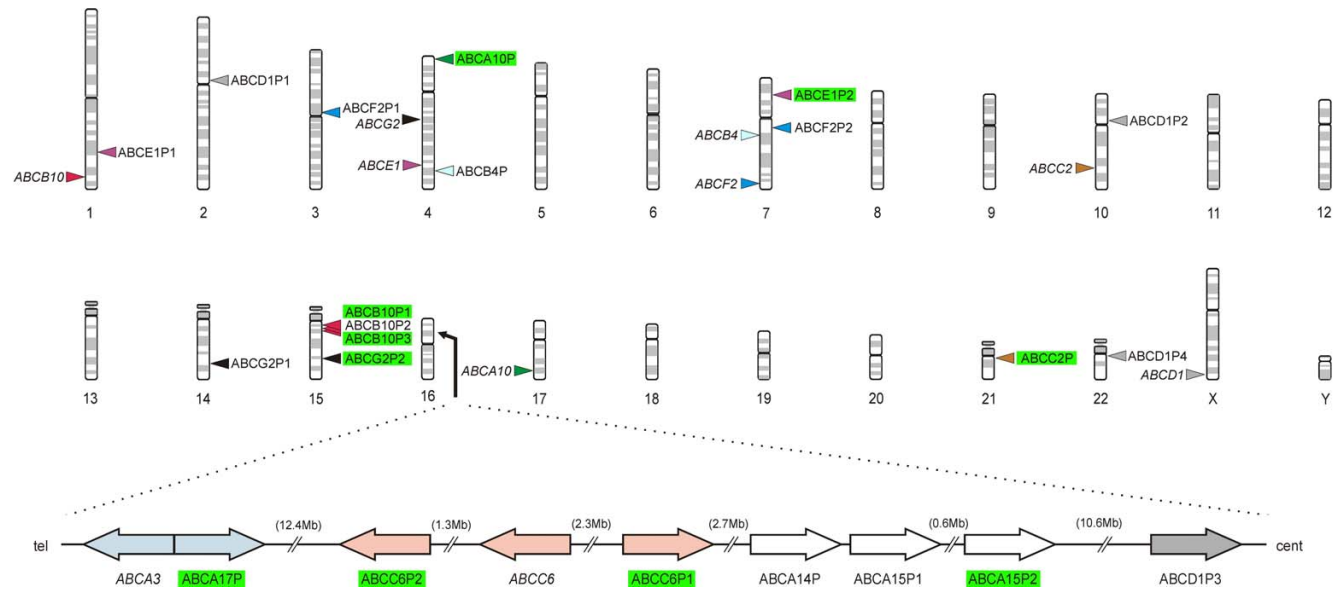 ABCA10P
ABCD1P1
ABCE1P2
ABCF2P1
ABCG2
ABCF2P2
ABCD1P2
ABCB4
ABCE1P1
ABCE1
ABCB4P
ABCC2
ABCB10
ABCF2
1 2 3 4 5 6 7 8 9 10 11 12
ABCB10P1
ABCB10P2
ABCB10P3
ABCG2P2
ABCG2P1
ABCA10
ABCC2P
ABCD1P4
ABCD1
13 14 15 16 17 18 19 20 21 22 X Y
(12.4Mb) (1.3Mb) (2.3Mb) (2.7Mb) (0.6Mb) (10.6Mb)
tel cent
ABCA3 ABCA17P ABCC6P2 ABCC6 ABCC6P1 ABCA14P ABCA15P1 ABCA15P2 ABCD1P3